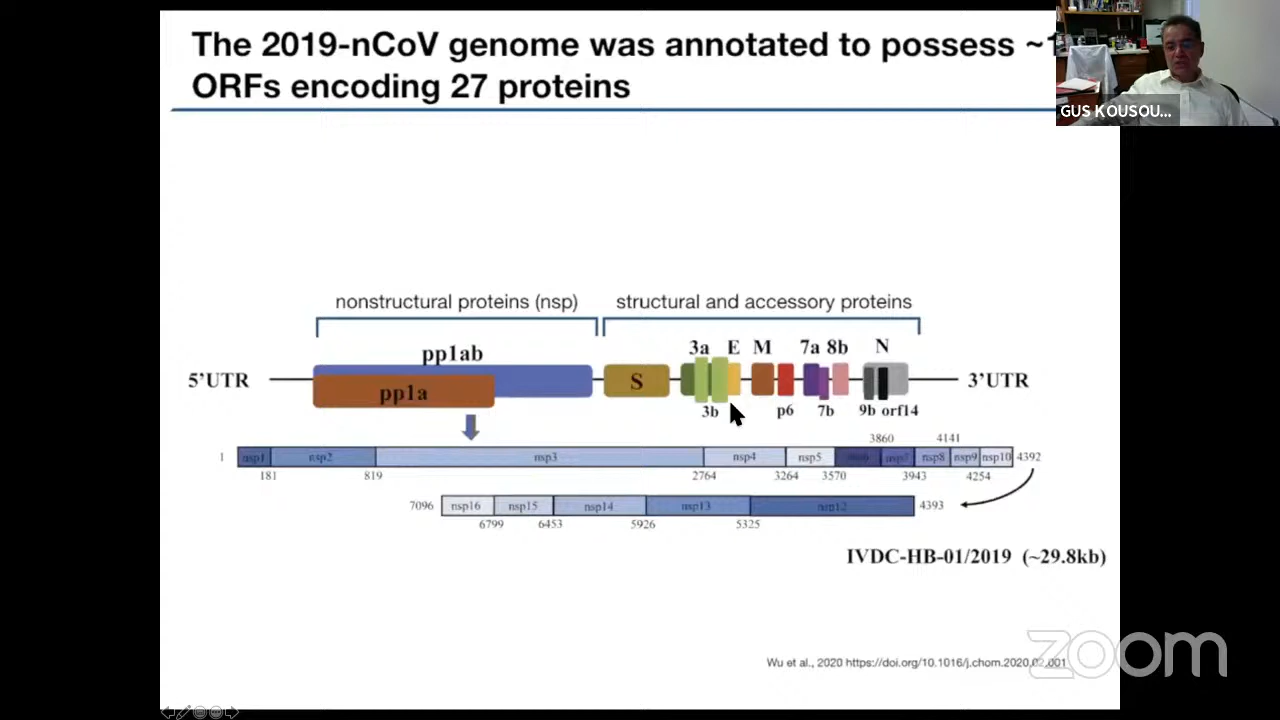 The 2019-nCoV genome was annotated to possess ~1
ORFs encoding 27 proteins
GUS KOUSOU...
nonstructural proteins (nsp)
structural and accessory proteins
pp1ab
3a E M 7a 8b N
5'UTR
pp1a
S
3'UTR
3b p6 7b 9b orf14
3860 4141
1 nsp1 nsp2 nsp3 nsp4 nsp5 nsp7 nsp8 nsp9 nsp10 4392
181 819 2764 3264 3570 3943 4254
7096 nsp16 nsp15 nsp14 nsp13 nsp12 4393
6799 6453 5926 5325
IVDC-HB-01/2019 (~29.8kb)
Wu et al., 2020 https://doi.org/10.1016/j.chom.2020.02.001
zoom